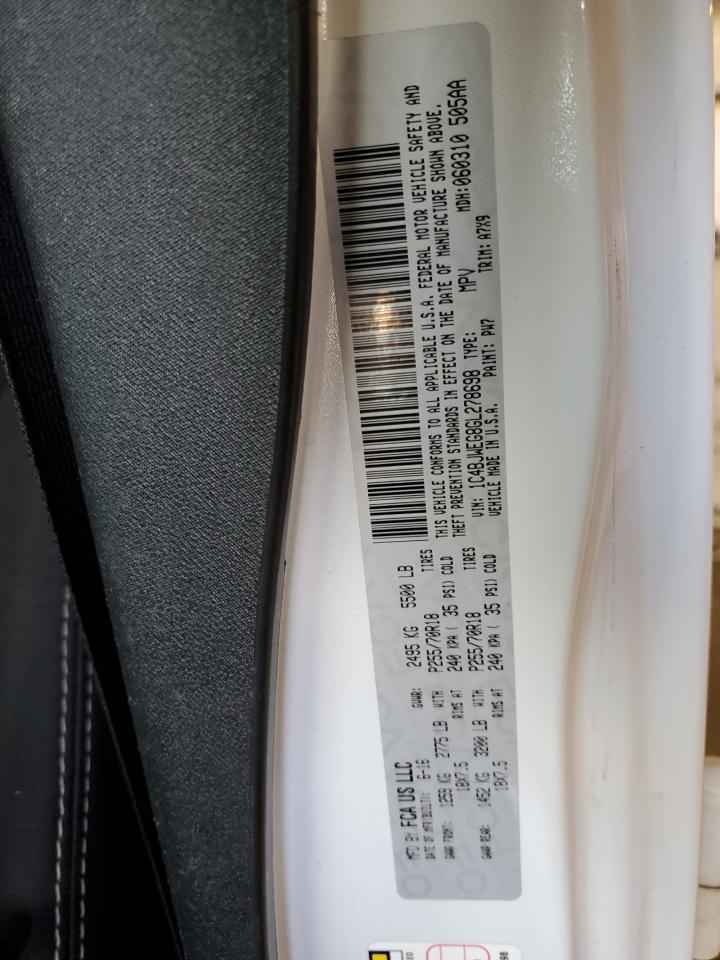 MFD BY FCA US LLC
DATE OF MFR(BUILT): 6-16 GVWR: 2495 KG 5500 LB
GAWR FRONT: 1259 KG 2775 LB WITH P255/70R18 TIRES
18X7.5 RIMS AT 240 KPA ( 35 PSI) COLD
GAWR REAR: 1452 KG 3200 LB WITH P255/70R18 TIRES
18X7.5 RIMS AT 240 KPA ( 35 PSI) COLD
THIS VEHICLE CONFORMS TO ALL APPLICABLE U.S.A. FEDERAL MOTOR VEHICLE SAFETY AND
THEFT PREVENTION STANDARDS IN EFFECT ON THE DATE OF MANUFACTURE SHOWN ABOVE.
VIN: 1C4BJWEG8GL278698 TYPE: MPV MDH:060310 505AA
VEHICLE MADE IN U.S.A. PAINT: PW7 TRIM: A7X9